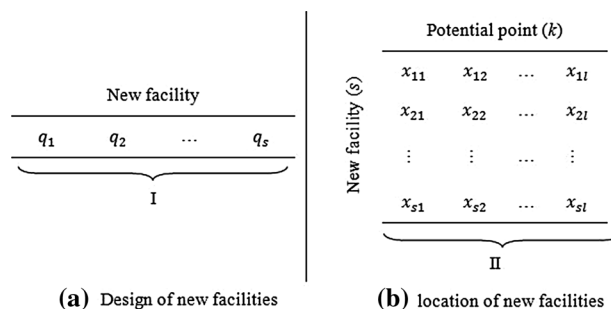 New facility
q₁ q₂ ... qₛ
I
(a) Design of new facilities
Potential point (k)
New facility (s)
x₁₁ x₁₂ ... x₁ₗ
x₂₁ x₂₂ ... x₂ₗ
⋮ ⋮ ... ⋮
xₛ₁ xₛ₂ ... xₛₗ
II
(b) location of new facilities